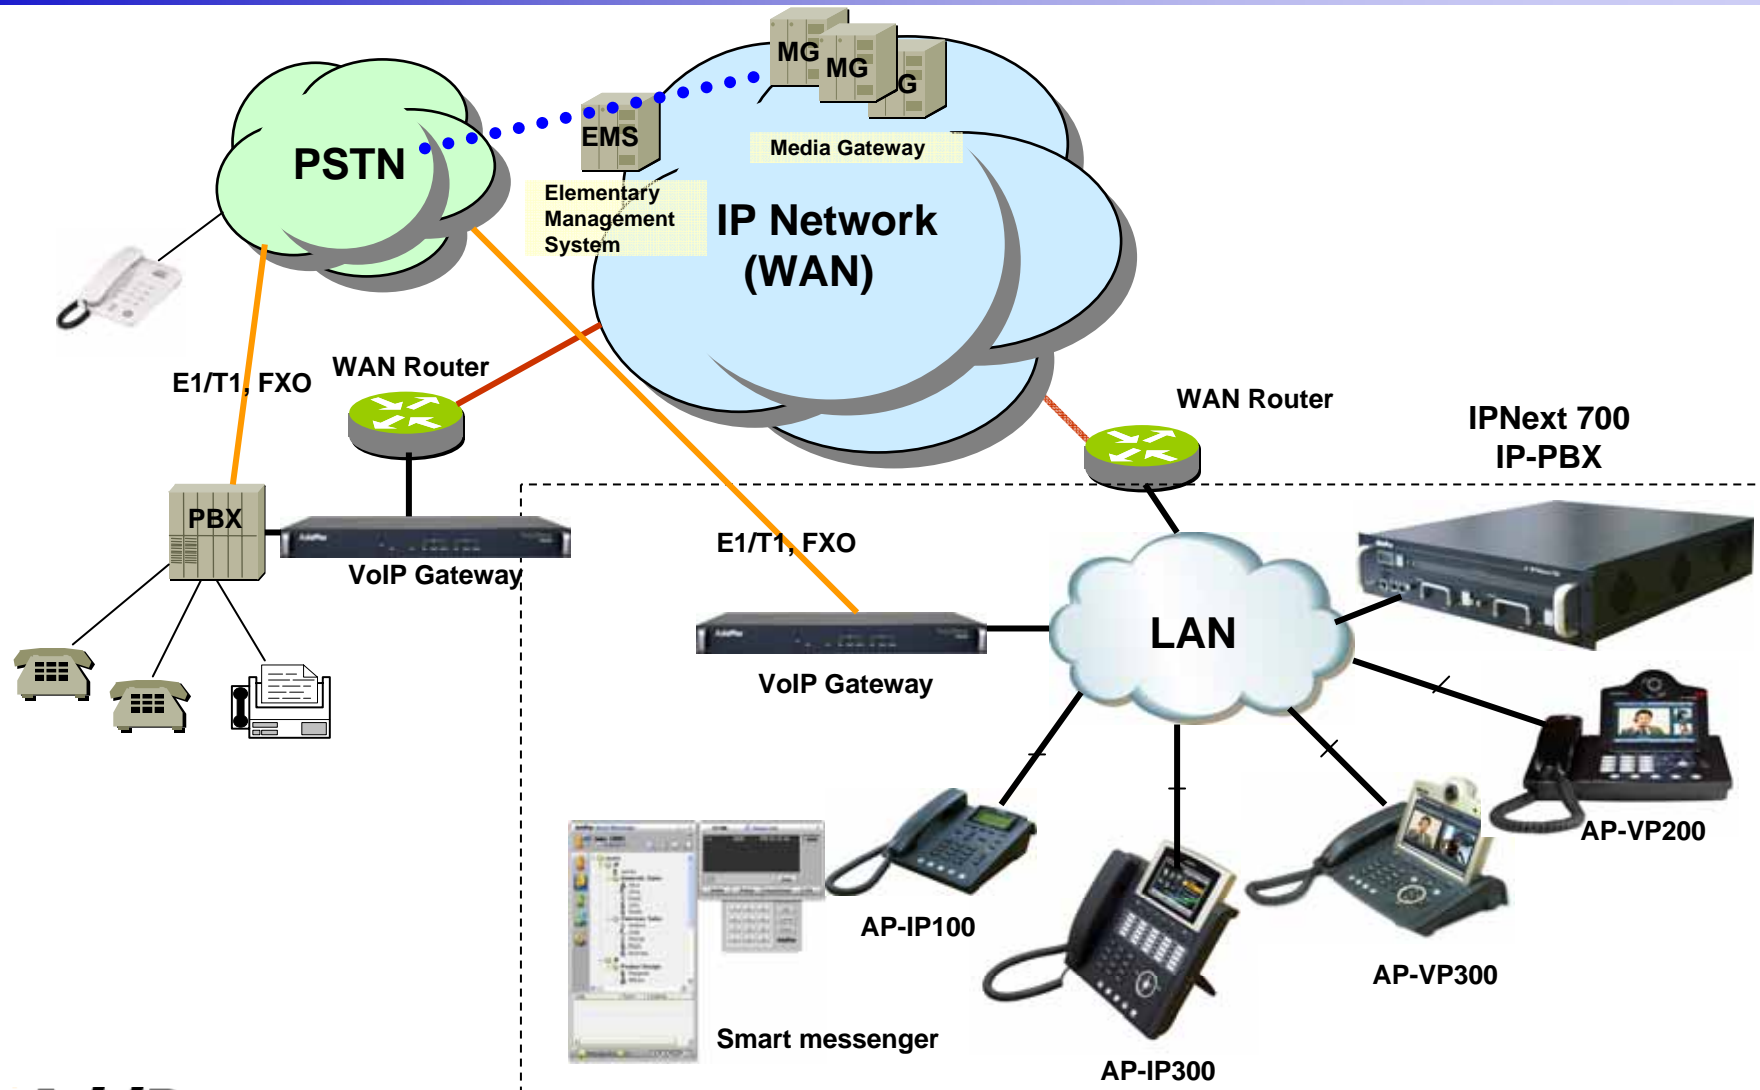 MG
MG
G
EMS
Media Gateway
PSTN
Elementary
Management
System
IP Network
(WAN)
WAN Router
E1/T1, FXO
WAN Router
IPNext 700
IP-PBX
PBX
E1/T1, FXO
VoIP Gateway
LAN
VoIP Gateway
AP-VP200
AP-IP100
AP-VP300
Smart messenger
AP-IP300